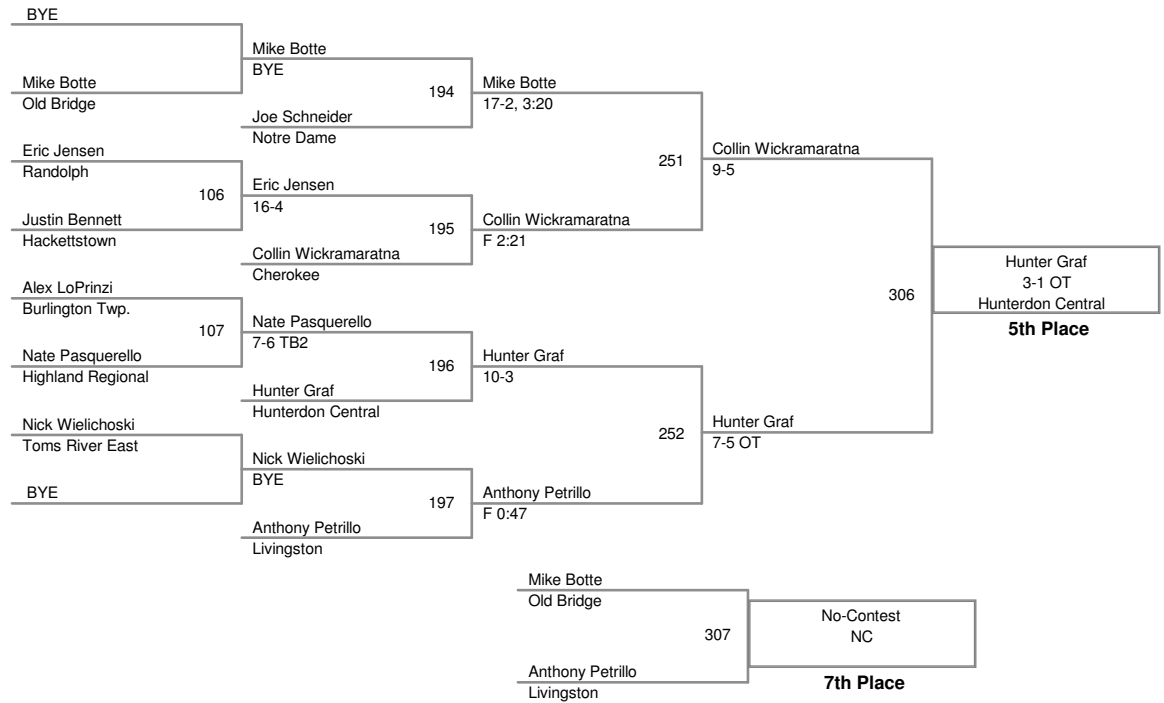 BYE
Mike Botte
Old Bridge
Eric Jensen
Randolph
106
Justin Bennett
Hackettstown
Alex LoPrinzi
Burlington Twp.
107
Nate Pasquerello
Highland Regional
Nick Wielichoski
Toms River East
BYE
Mike Botte
BYE
194
Joe Schneider
Notre Dame
Eric Jensen
16-4
195
Collin Wickramaratna
Cherokee
Nate Pasquerello
7-6 TB2
196
Hunter Graf
Hunterdon Central
Nick Wielichoski
BYE
197
Anthony Petrillo
Livingston
Mike Botte
17-2, 3:20
251
Collin Wickramaratna
F 2:21
Hunter Graf
10-3
252
Anthony Petrillo
F 0:47
Collin Wickramaratna
9-5
306
Hunter Graf
7-5 OT
Hunter Graf
3-1 OT
Hunterdon Central
5th Place
Mike Botte
Old Bridge
307
Anthony Petrillo
Livingston
No-Contest
NC
7th Place